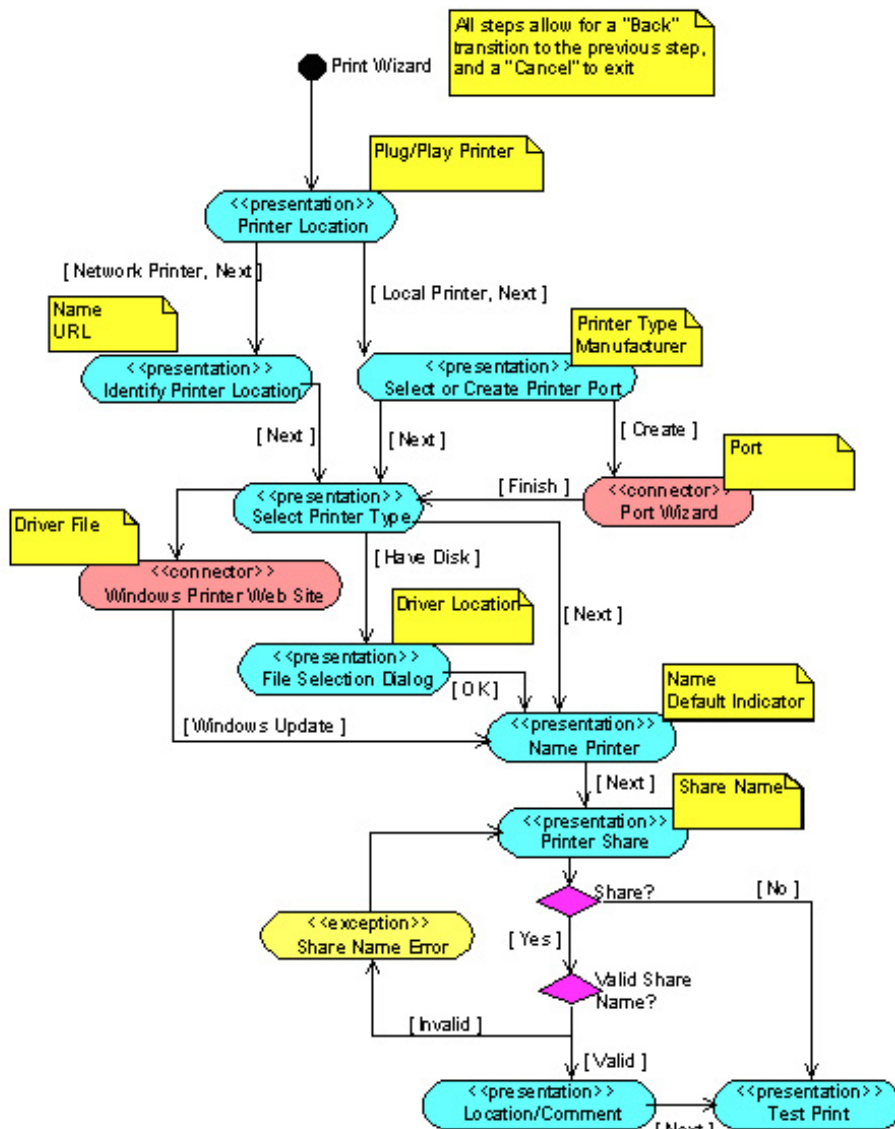 All steps allow for a "Back"
transition to the previous step,
and a "Cancel" to exit
Print Wizard
Plug/Play Printer
<<presentation>>
Printer Location
[ Network Printer, Next ]
[ Local Printer, Next ]
Name
URL
Printer Type
Manufacturer
<<presentation>>
Identify Printer Location
<<presentation>>
Select or Create Printer Port
[ Next ]
[ Next ]
[ Create ]
Port
<<presentation>>
Select Printer Type
[ Finish ]
<<connector>>
Port Wizard
Driver File
<<connector>>
Windows Printer Web Site
[ Have Disk ]
Driver Location
[ Next ]
<<presentation>>
File Selection Dialog
[ OK ]
Name
Default Indicator
[ Windows Update ]
<<presentation>>
Name Printer
[ Next ]
Share Name
<<presentation>>
Printer Share
Share?
[ No ]
<<exception>>
Share Name Error
[ Yes ]
Valid Share
Name?
[ Invalid ]
[ Valid ]
<<presentation>>
Location/Comment
[ Next ]
<<presentation>>
Test Print